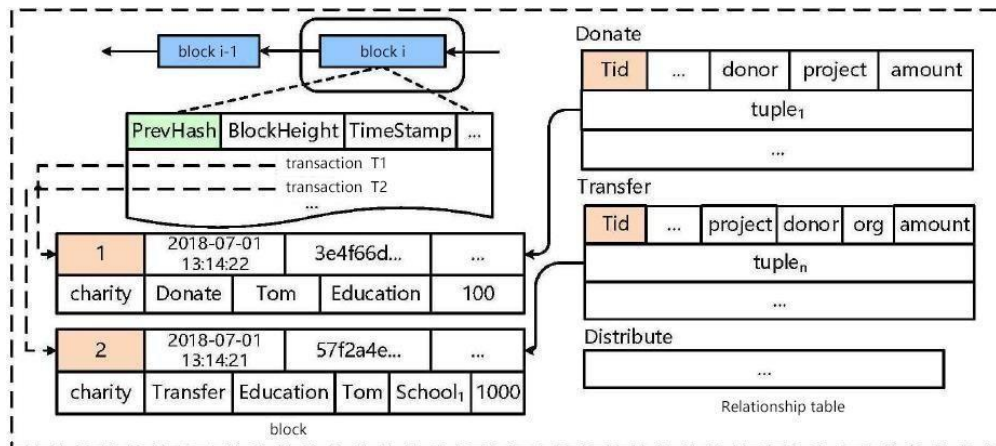 block i-1
block i
PrevHash BlockHeight TimeStamp ...
transaction T1
transaction T2
...
1 2018-07-01 13:14:22 3e4f66d... ...
charity Donate Tom Education 100
2 2018-07-01 13:14:21 57f2a4e... ...
charity Transfer Education Tom School₁ 1000
block
Donate
Tid ... donor project amount
tuple₁
...
Transfer
Tid ... project donor org amount
tupleₙ
...
Distribute
...
Relationship table